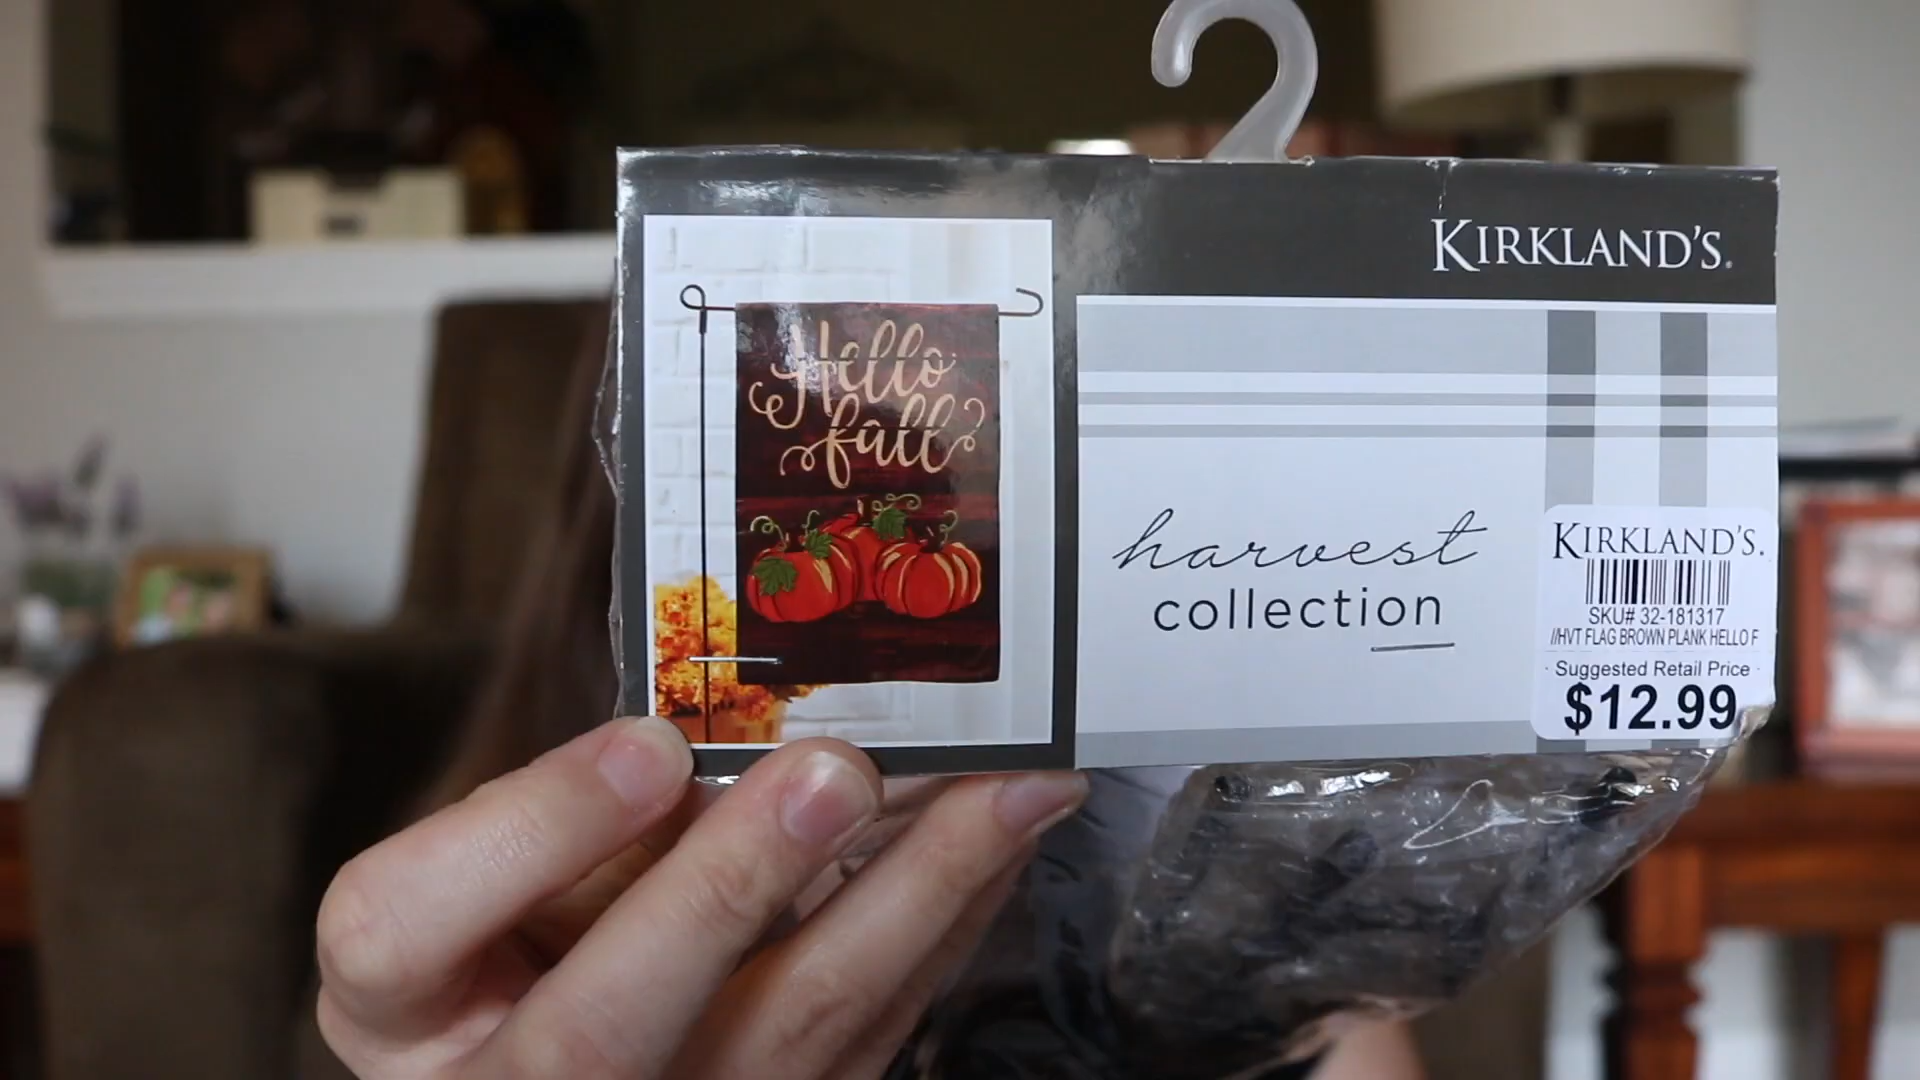 KIRKLAND'S.
Hello
fall
harvest
collection
KIRKLAND'S.
SKU# 32-181317
//HVT FLAG BROWN PLANK HELLO F
Suggested Retail Price
$12.99